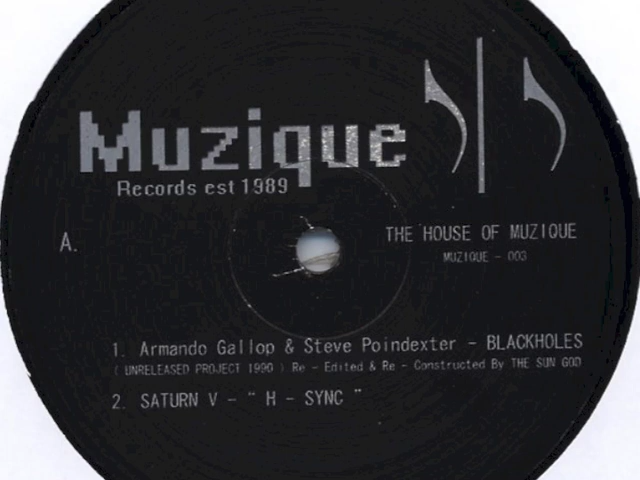 Muzique
Records est 1989
A.
THE HOUSE OF MUZIQUE
MUZIQUE - 003
1. Armando Gallop & Steve Poindexter - BLACKHOLES
( UNRELEASED PROJECT 1990 ) Re - Edited & Re - Constructed By THE SUN GOD
2. SATURN V - " H - SYNC "